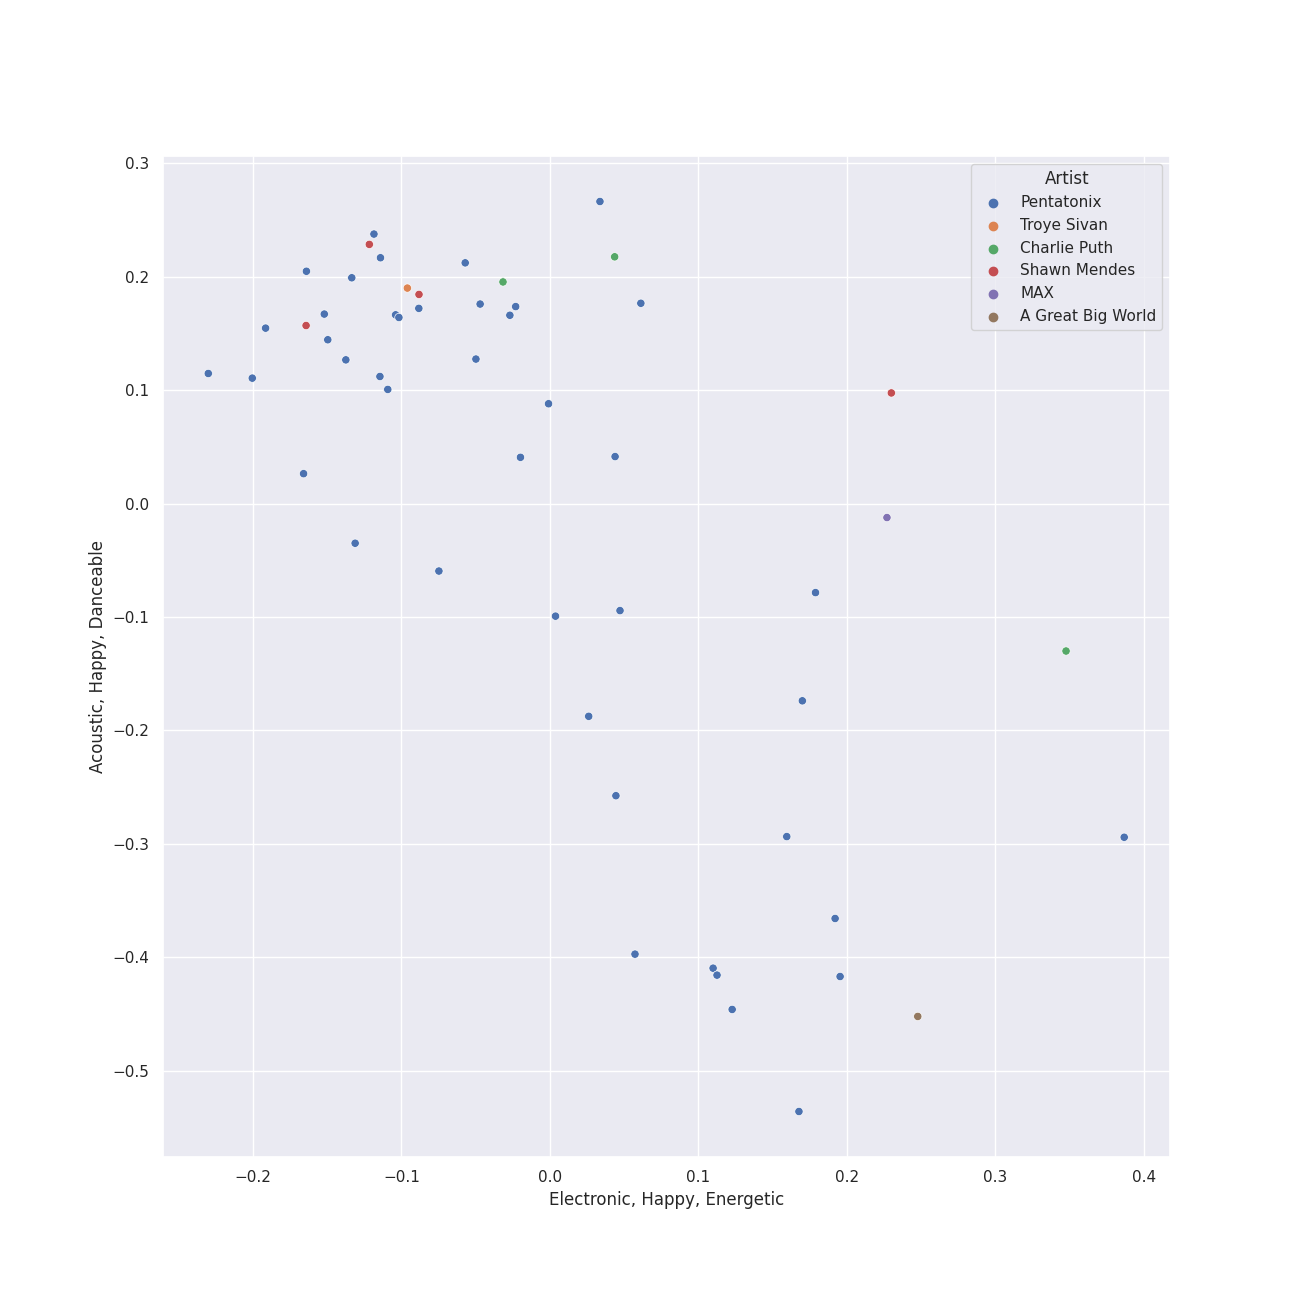 Artist
Pentatonix
Troye Sivan
Charlie Puth
Shawn Mendes
MAX
A Great Big World
0.3
0.2
0.1
0.0
−0.1
−0.2
−0.3
−0.4
−0.5
Acoustic, Happy, Danceable
−0.2
−0.1
0.0
0.1
0.2
0.3
0.4
Electronic, Happy, Energetic